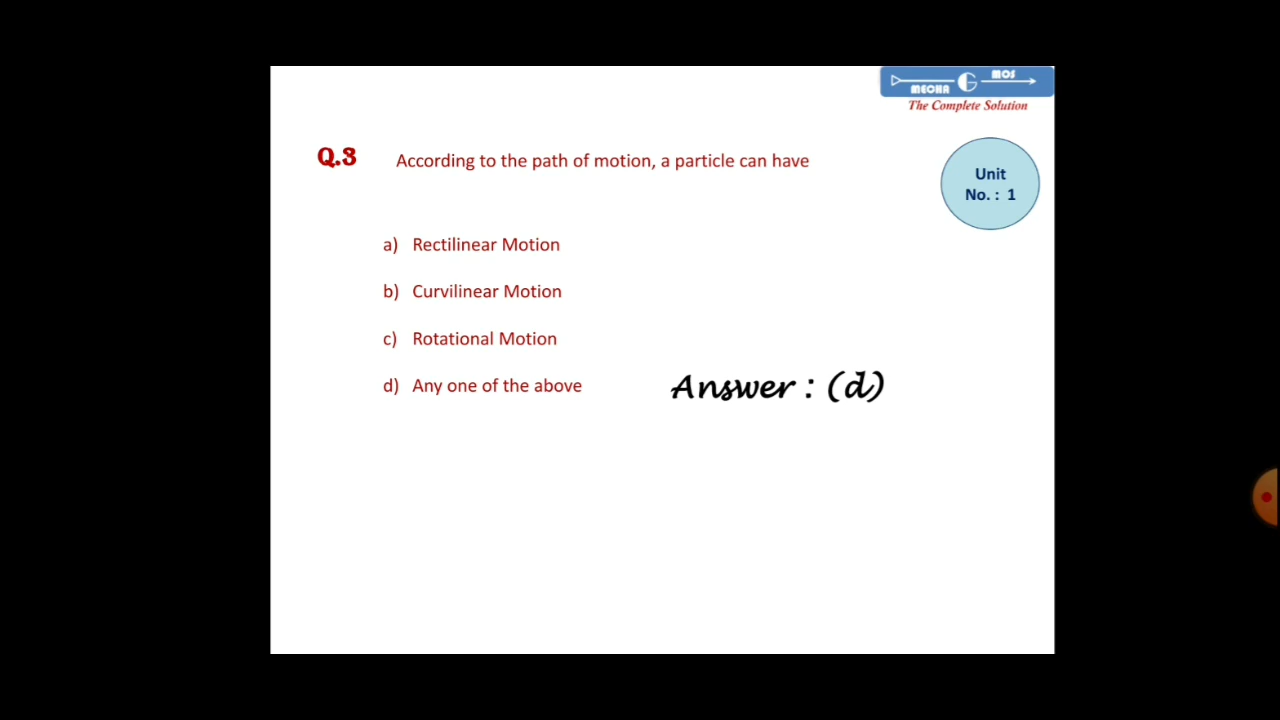 MECHA G MOS
The Complete Solution
Q.3 According to the path of motion, a particle can have
Unit
No. : 1
a) Rectilinear Motion
b) Curvilinear Motion
c) Rotational Motion
d) Any one of the above
Answer : (d)